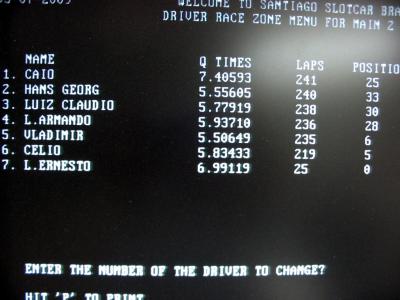 WELCOME TO SANTIAGO SLOTCAR
DRIVER RACE ZONE MENU FOR MAIN 2
NAME Q TIMES LAPS POSITIO
1. CAIO 7.40593 241 25
2. HANS GEORG 5.55605 240 33
3. LUIZ CLAUDIO 5.77919 238 30
4. L.ARMANDO 5.93710 236 28
5. VLADIMIR 5.50649 235 6
6. CELIO 5.83433 219 5
7. L.ERNESTO 6.99119 25 0
ENTER THE NUMBER OF THE DRIVER TO CHANGE?
HIT 'P' TO PRINT